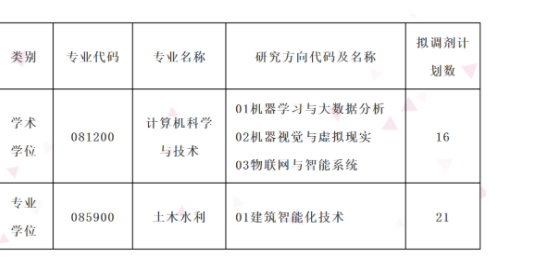 类别 专业代码 专业名称 研究方向代码及名称 拟调剂计
划数
学术
学位
081200
计算机科学
与技术
01机器学习与大数据分析
02机器视觉与虚拟现实
03物联网与智能系统
16
专业
学位
085900
土木水利
01建筑智能化技术
21